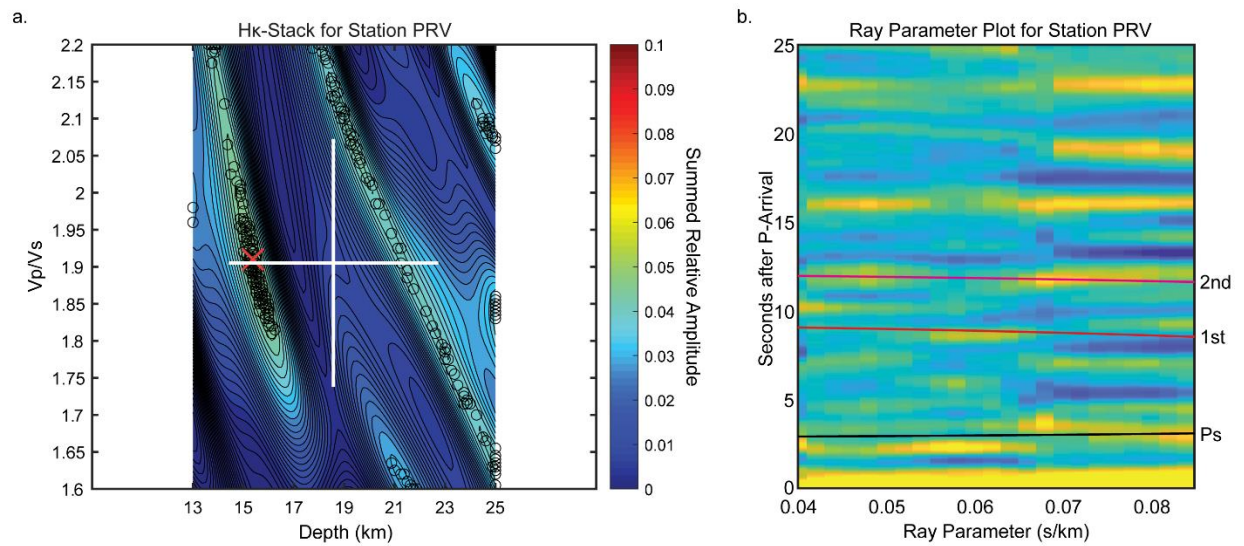 a.
Hκ-Stack for Station PRV
2.2
2.15
2.1
2.05
2
1.95
1.9
1.85
1.8
1.75
1.7
1.65
1.6
Vp/Vs
13 15 17 19 21 23 25
Depth (km)
0.1
0.09
0.08
0.07
0.06
0.05
0.04
0.03
0.02
0.01
0
Summed Relative Amplitude
b.
Ray Parameter Plot for Station PRV
25
20
15
10
5
0
Seconds after P-Arrival
2nd
1st
Ps
0.04 0.05 0.06 0.07 0.08
Ray Parameter (s/km)